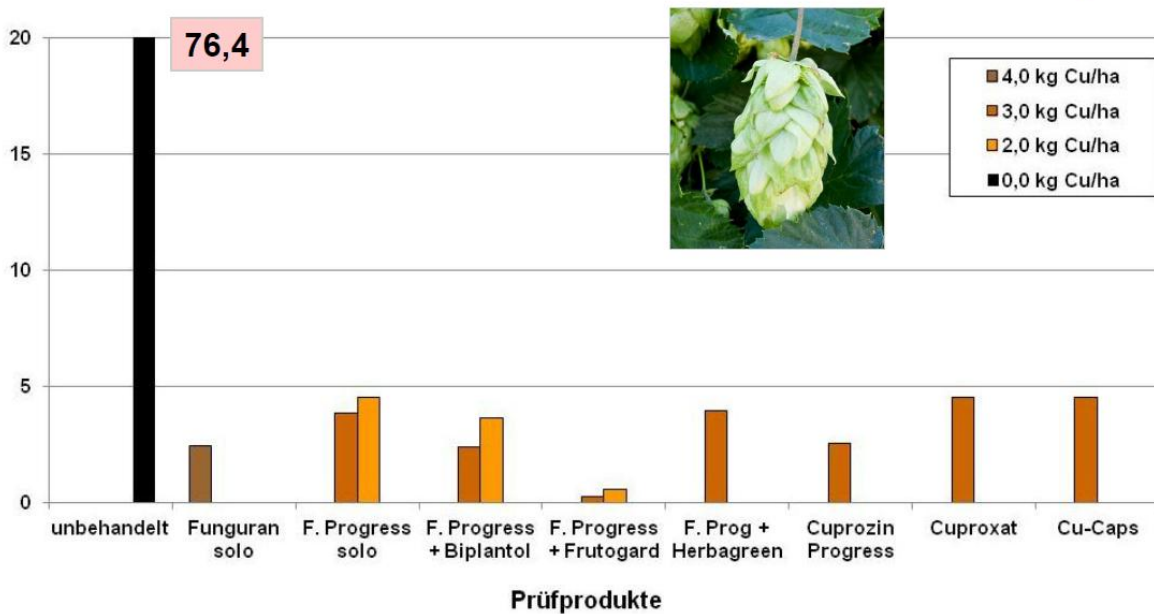 76,4
20
15
10
5
0
4,0 kg Cu/ha
3,0 kg Cu/ha
2,0 kg Cu/ha
0,0 kg Cu/ha
unbehandelt
Funguran
solo
F. Progress
solo
F. Progress
+ Biplantol
F. Progress
+ Frutogard
F. Prog +
Herbagreen
Cuprozin
Progress
Cuproxat
Cu-Caps
Prüfprodukte